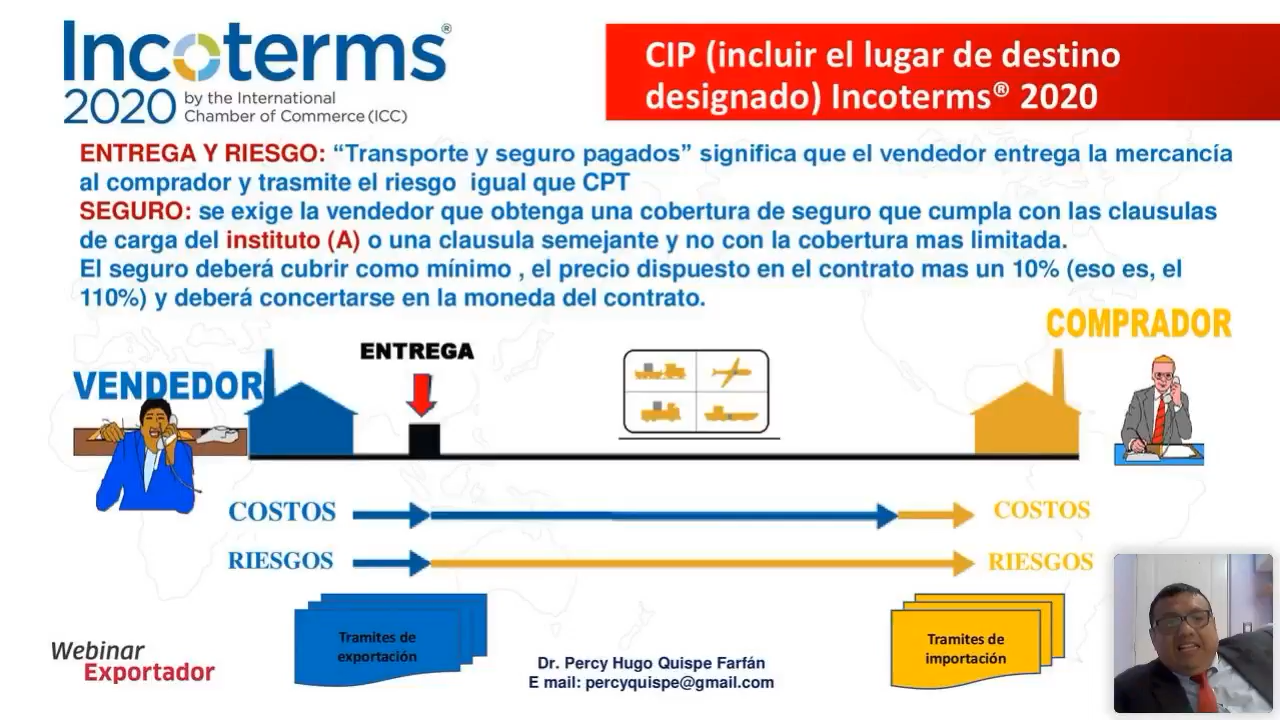 Incoterms®
2020 by the International
Chamber of Commerce (ICC)
CIP (incluir el lugar de destino
designado) Incoterms® 2020
ENTREGA Y RIESGO: “Transporte y seguro pagados” significa que el vendedor entrega la mercancía
al comprador y trasmite el riesgo igual que CPT
SEGURO: se exige la vendedor que obtenga una cobertura de seguro que cumpla con las clausulas
de carga del instituto (A) o una clausula semejante y no con la cobertura mas limitada.
El seguro deberá cubrir como mínimo , el precio dispuesto en el contrato mas un 10% (eso es, el
110%) y deberá concertarse en la moneda del contrato.
COMPRADOR
ENTREGA
VENDEDOR
COSTOS
COSTOS
RIESGOS
RIESGOS
Tramites de
exportación
Tramites de
importación
Webinar
Exportador
Dr. Percy Hugo Quispe Farfán
E mail: percyquispe@gmail.com